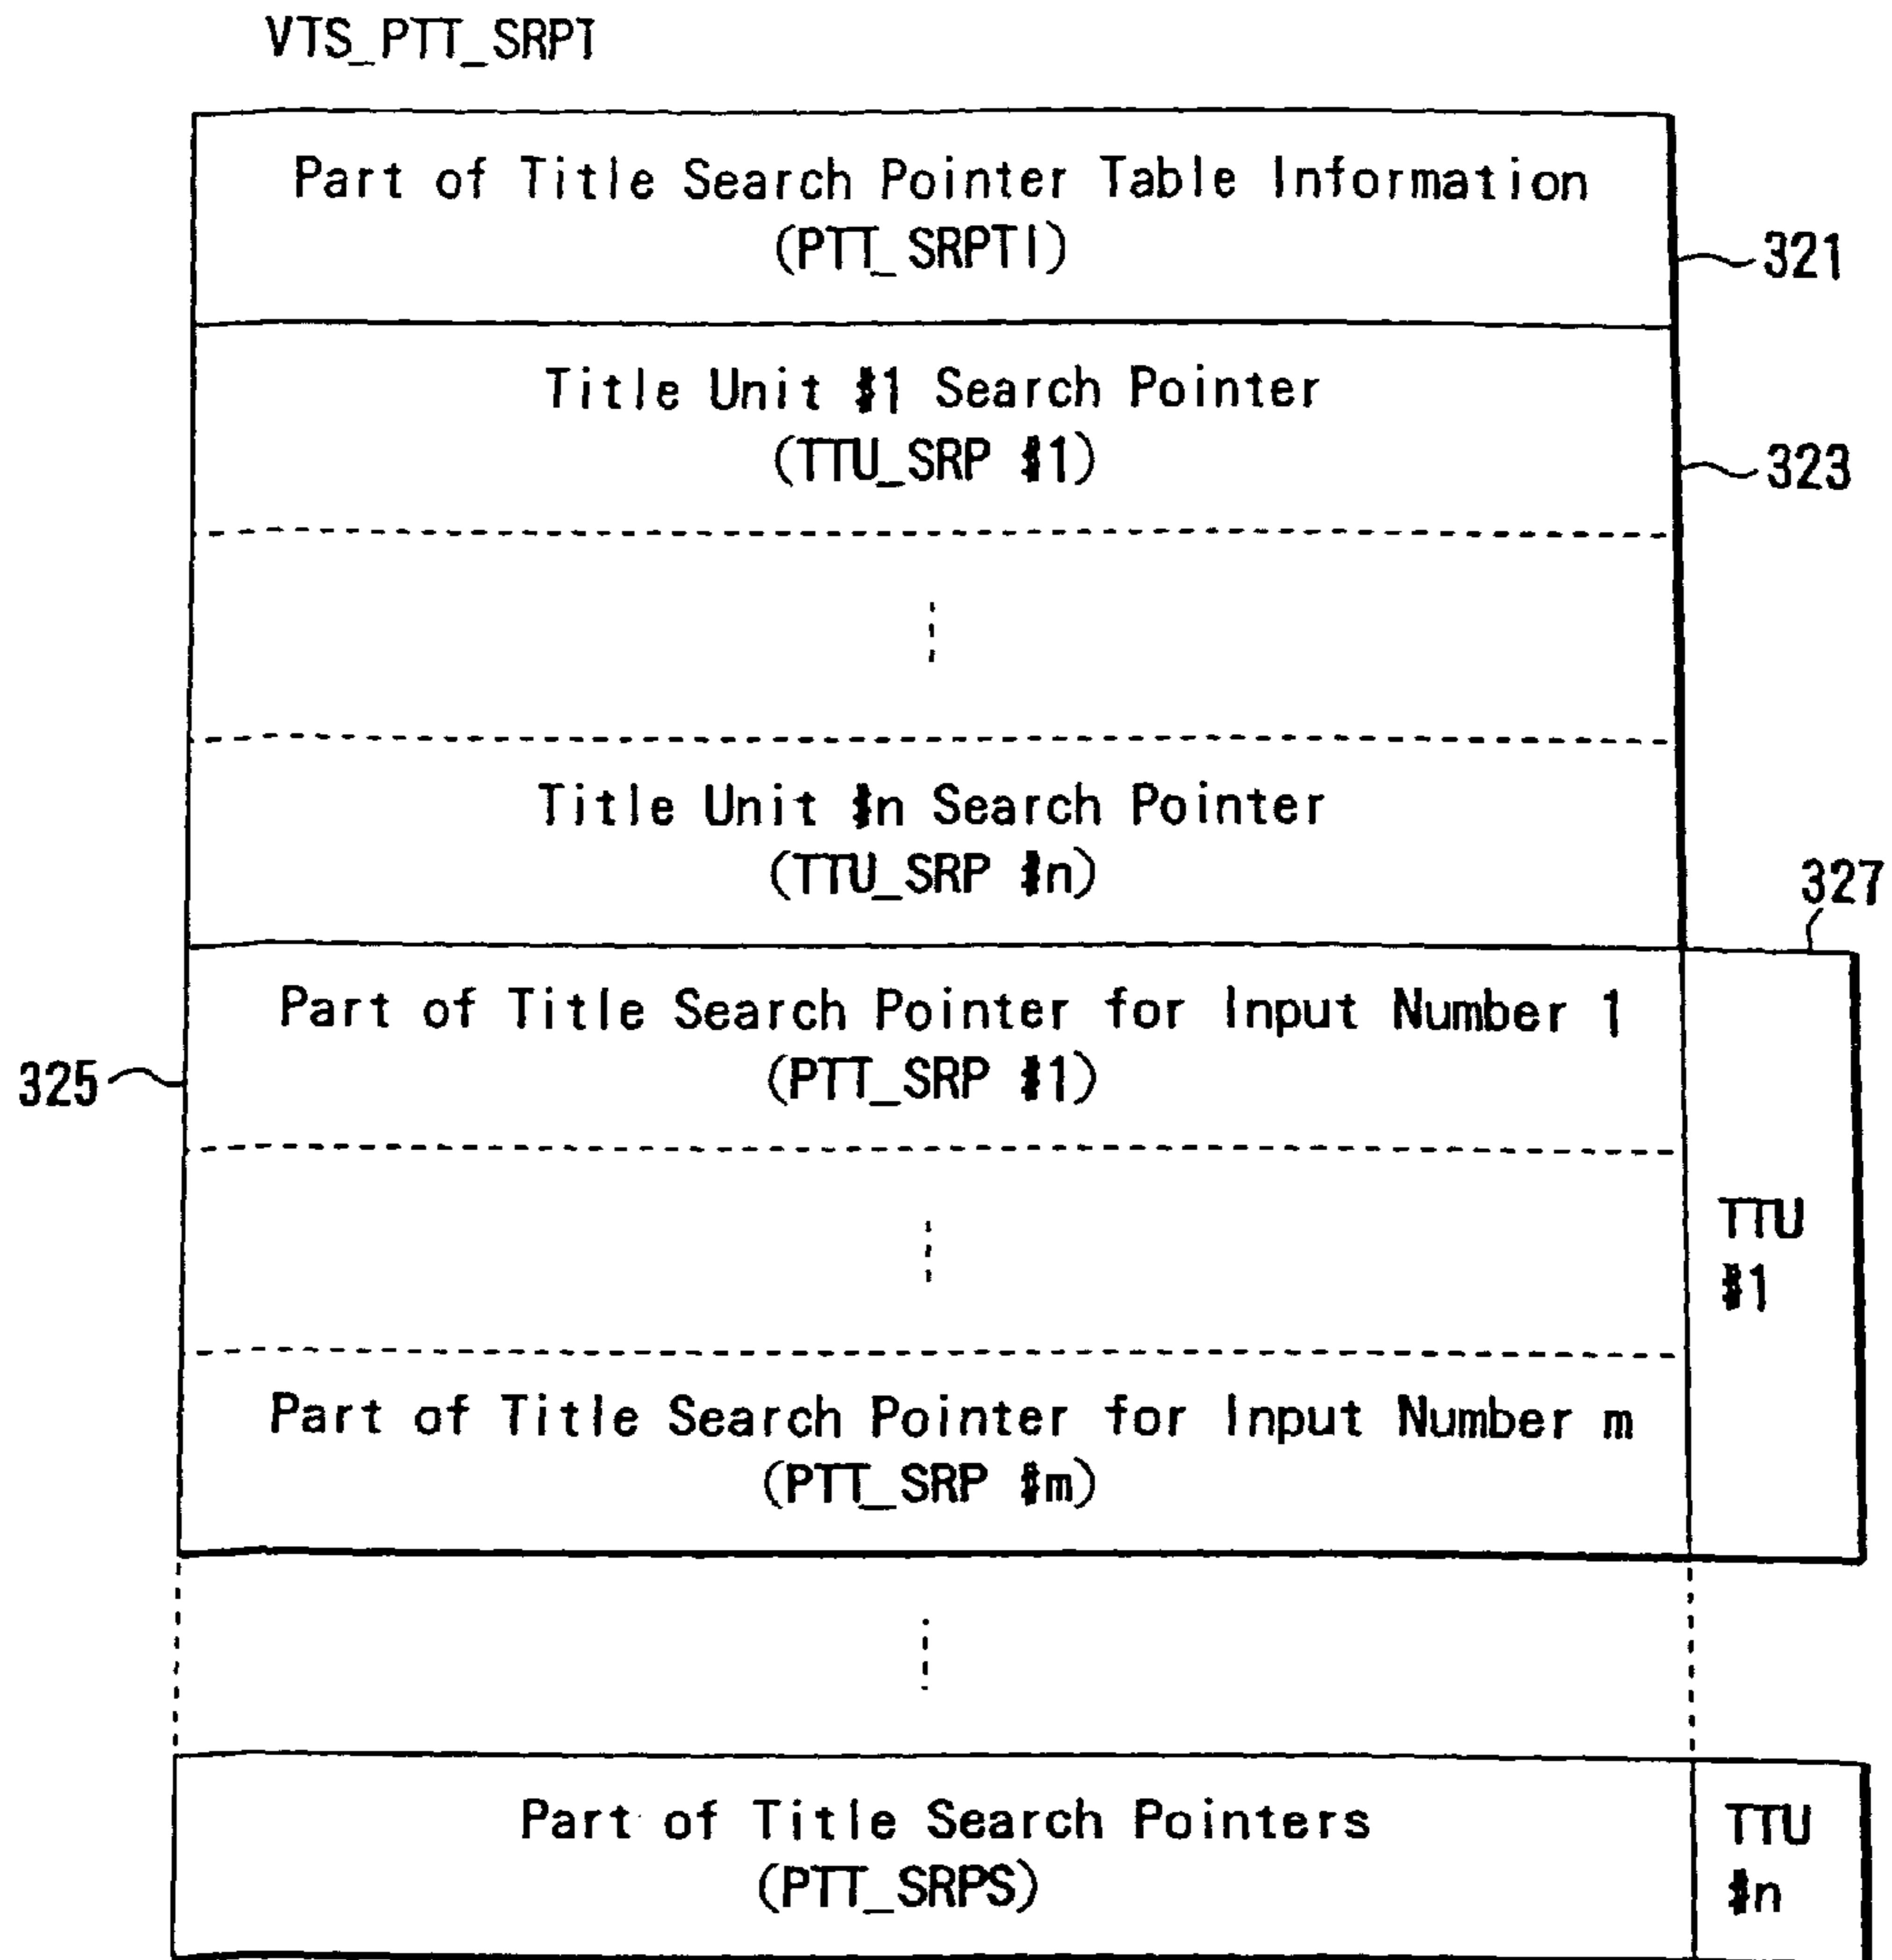 VTS_PTT_SRPT
Part of Title Search Pointer Table Information
(PTT_SRPTI)
321
Title Unit #1 Search Pointer
(TTU_SRP #1)
323
Title Unit #n Search Pointer
(TTU_SRP #n)
327
Part of Title Search Pointer for Input Number 1
(PTT_SRP #1)
325
TTU
#1
Part of Title Search Pointer for Input Number m
(PTT_SRP #m)
Part of Title Search Pointers
(PTT_SRPS)
TTU
#n